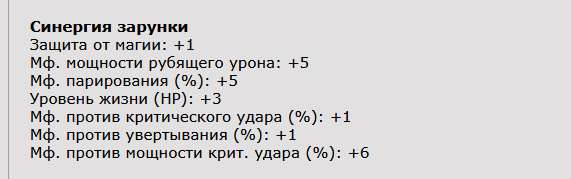 Синергия зарунки
Защита от магии: +1
Мф. мощности рубящего урона: +5
Мф. парирования (%): +5
Уровень жизни (HP): +3
Мф. против критического удара (%): +1
Мф. против увертывания (%): +1
Мф. против мощности крит. удара (%): +6